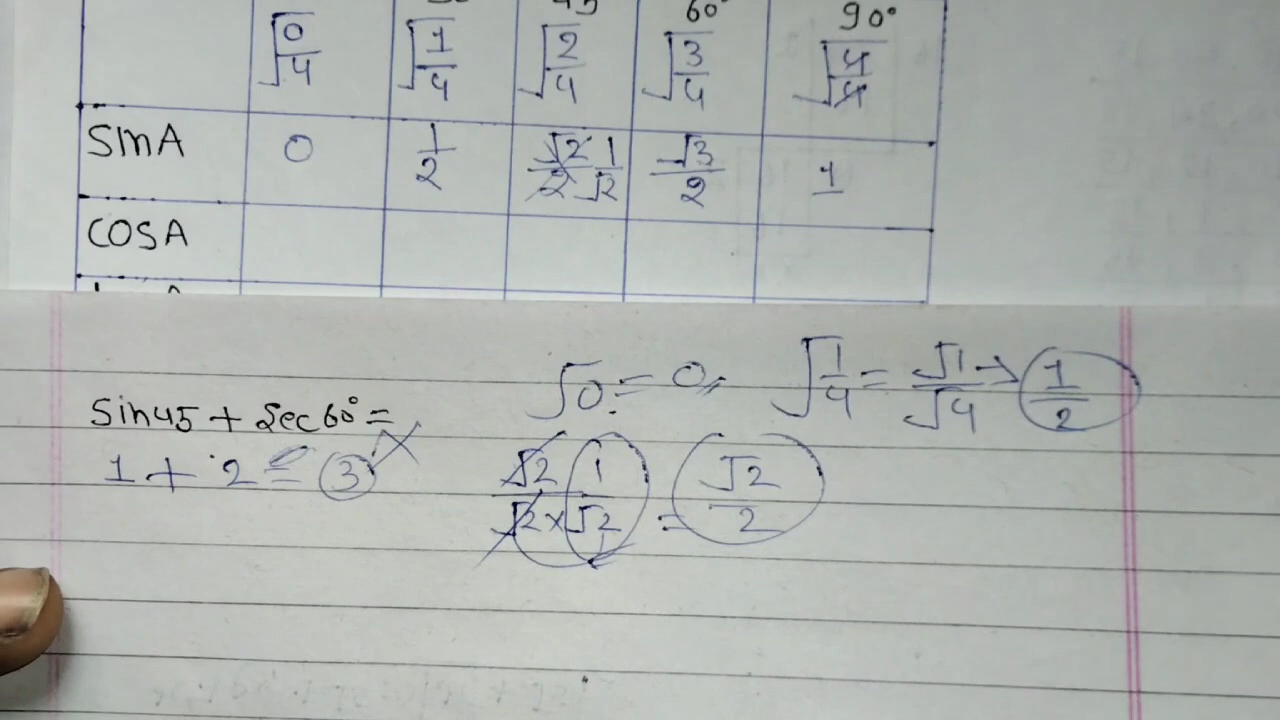 60° 90°
√0/4 √1/4 √2/4 √3/4 √4/4
SinA 0 1/2 √2/2 1/√2 √3/2 1
COSA
√0 = 0, √1/4 = √1/√4 → 1/2
Sin45 + Sec60° =
1 + 2 = 3
√2/√2 × 1/√2 = √2/2